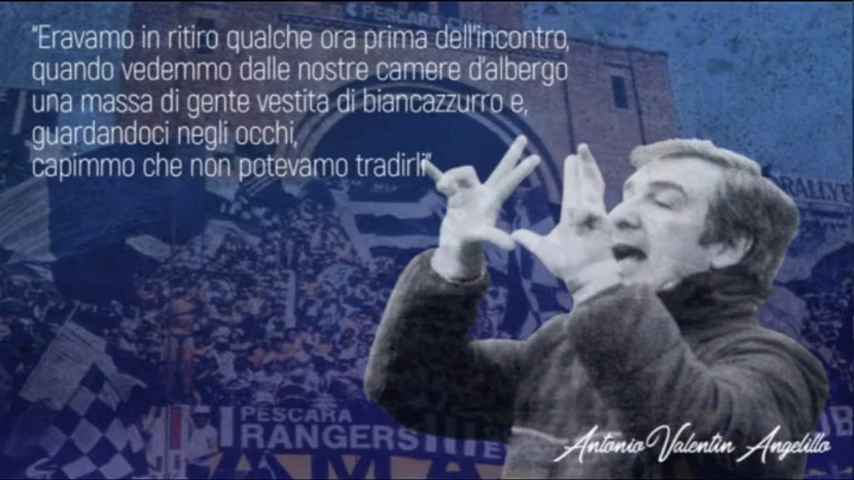 PESCARA
"Eravamo in ritiro qualche ora prima dell'incontro,
quando vedemmo dalle nostre camere d'albergo
una massa di gente vestita di biancazzurro e,
guardandoci negli occhi,
capimmo che non potevamo tradirli"
RALLYE
PESCARA
RANGERS
AMA
Antonio Valentin Angelillo